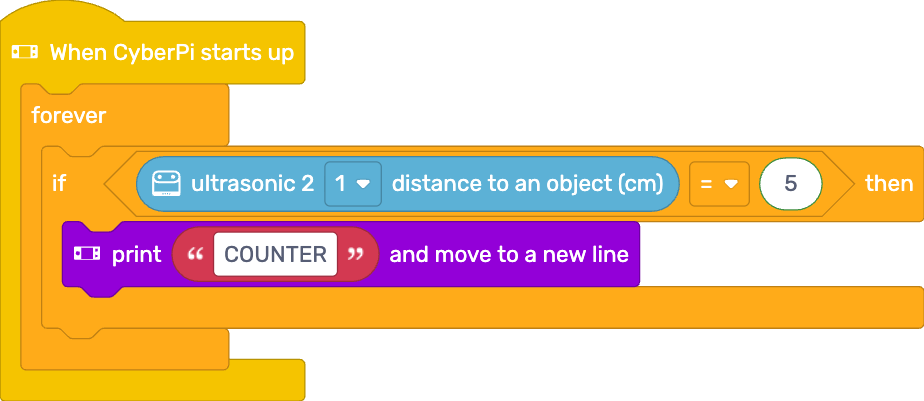 When CyberPi starts up
forever
if ultrasonic 2 1 distance to an object (cm) = 5 then
print “ COUNTER ” and move to a new line